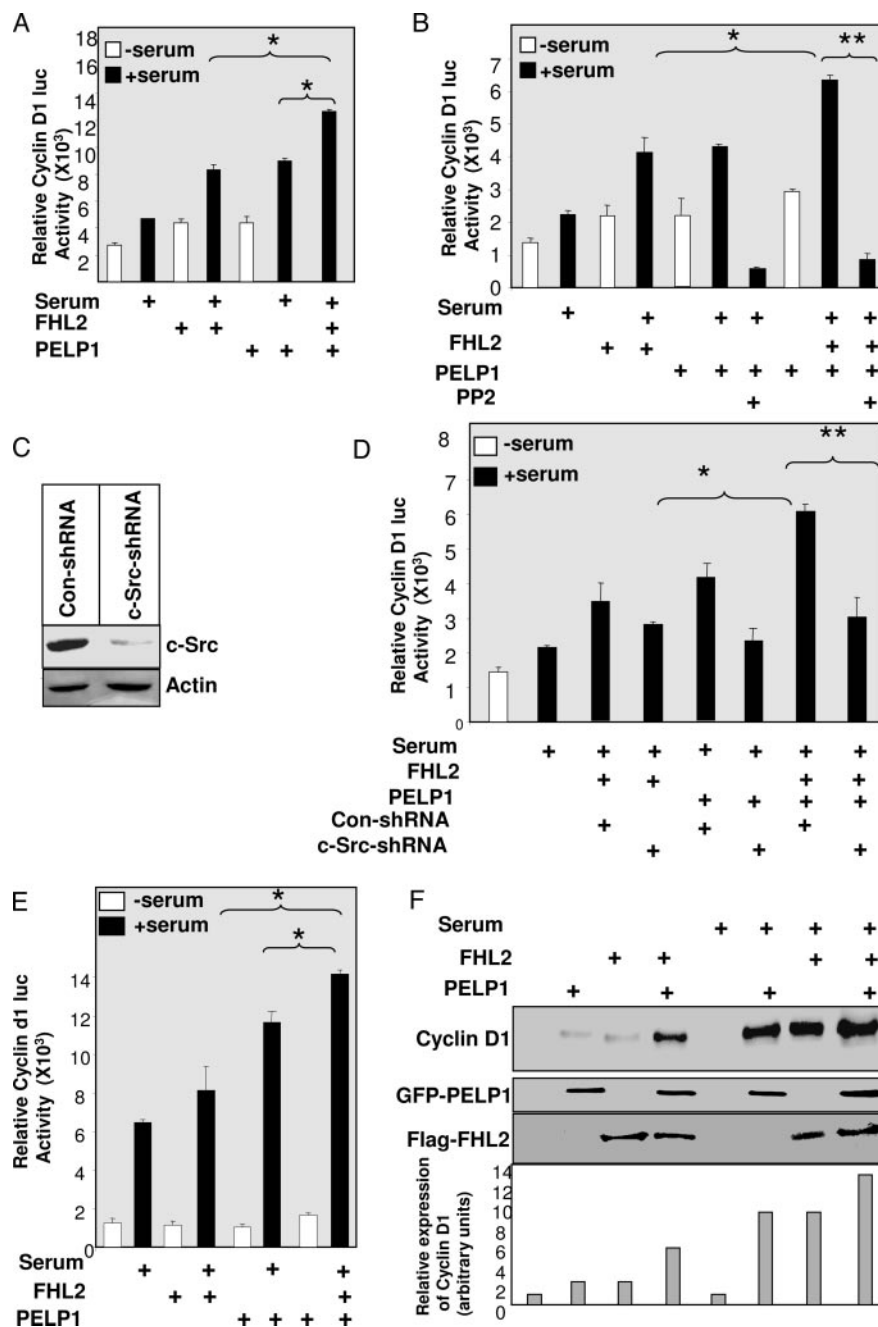 A
Relative Cyclin D1 luc
Activity (X10³)
18
16
14
12
10
8
6
4
2
-serum
+serum
*
*
Serum + + + +
FHL2 + + +
PELP1 + + +
B
Relative Cyclin D1 luc
Activity (X10³)
7
6
5
4
3
2
1
0
-serum
+serum
*
**
Serum + + + + + +
FHL2 + + + +
PELP1 + + + + + +
PP2 + +
C
Con-shRNA
c-Src-shRNA
c-Src
Actin
D
Relative Cyclin D1 luc
Activity (X10³)
8
7
6
5
4
3
2
1
0
-serum
+serum
*
**
Serum + + + + + + +
FHL2 + + + +
PELP1 + + + +
Con-shRNA + + +
c-Src-shRNA + + +
E
Relative Cyclin d1 luc
Activity (X10³)
14
12
10
8
6
4
2
0
-serum
+serum
*
*
Serum + + + +
FHL2 + + +
PELP1 + + + +
F
Serum + + + +
FHL2 + + + +
PELP1 + + + +
Cyclin D1
GFP-PELP1
Flag-FHL2
Relative expression
of Cyclin D1
(arbitrary units)
14
12
10
8
6
4
2
0